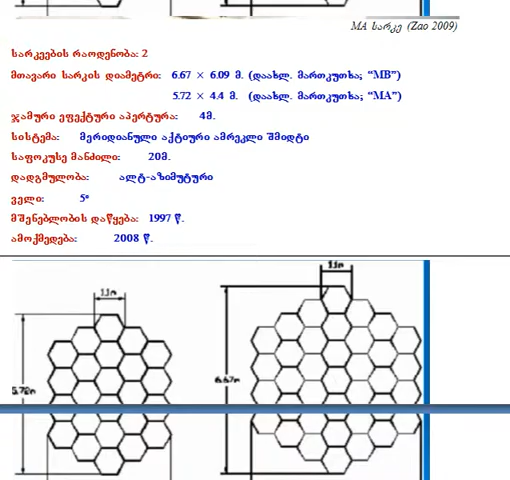 MA სარკე (Zao 2009)
სარკეების რაოდენობა: 2
მთავარი სარკის დიამეტრი: 6.67 × 6.09 მ. (დაახლ. მართკუთხა; “MB”)
5.72 × 4.4 მ. (დაახლ. მართკუთხა; “MA”)
ჯამური ეფექტური აპერტურა: 4მ.
სისტემა: მერიდიანული აქტიური ამრეკლი შმიდტი
საფოკუსე მანძილი: 20მ.
დადგმულობა: ალტ-აზიმუტური
ველი: 5°
მშენებლობის დაწყება: 1997 წ.
ამოქმედება: 2008 წ.
1.1m
1.1m
5.72m
6.67m